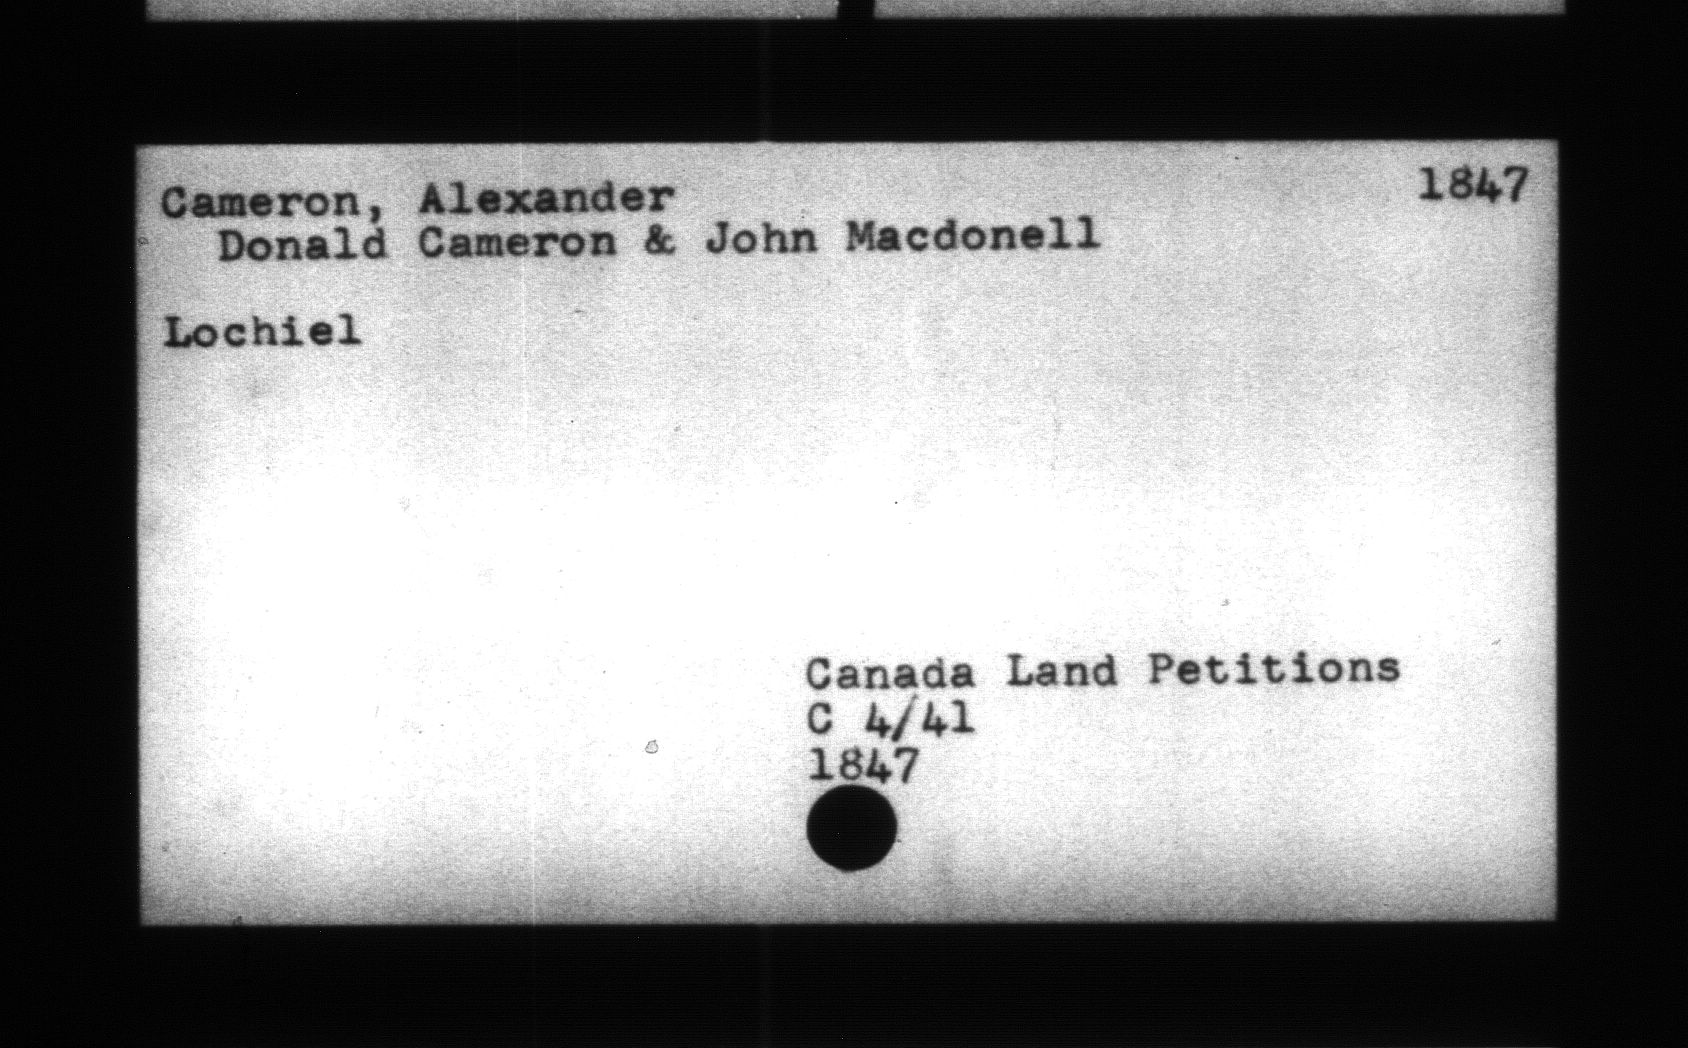 Cameron, Alexander 1847
Donald Cameron & John Macdonell
Lochiel
Canada Land Petitions
C 4/41
1847